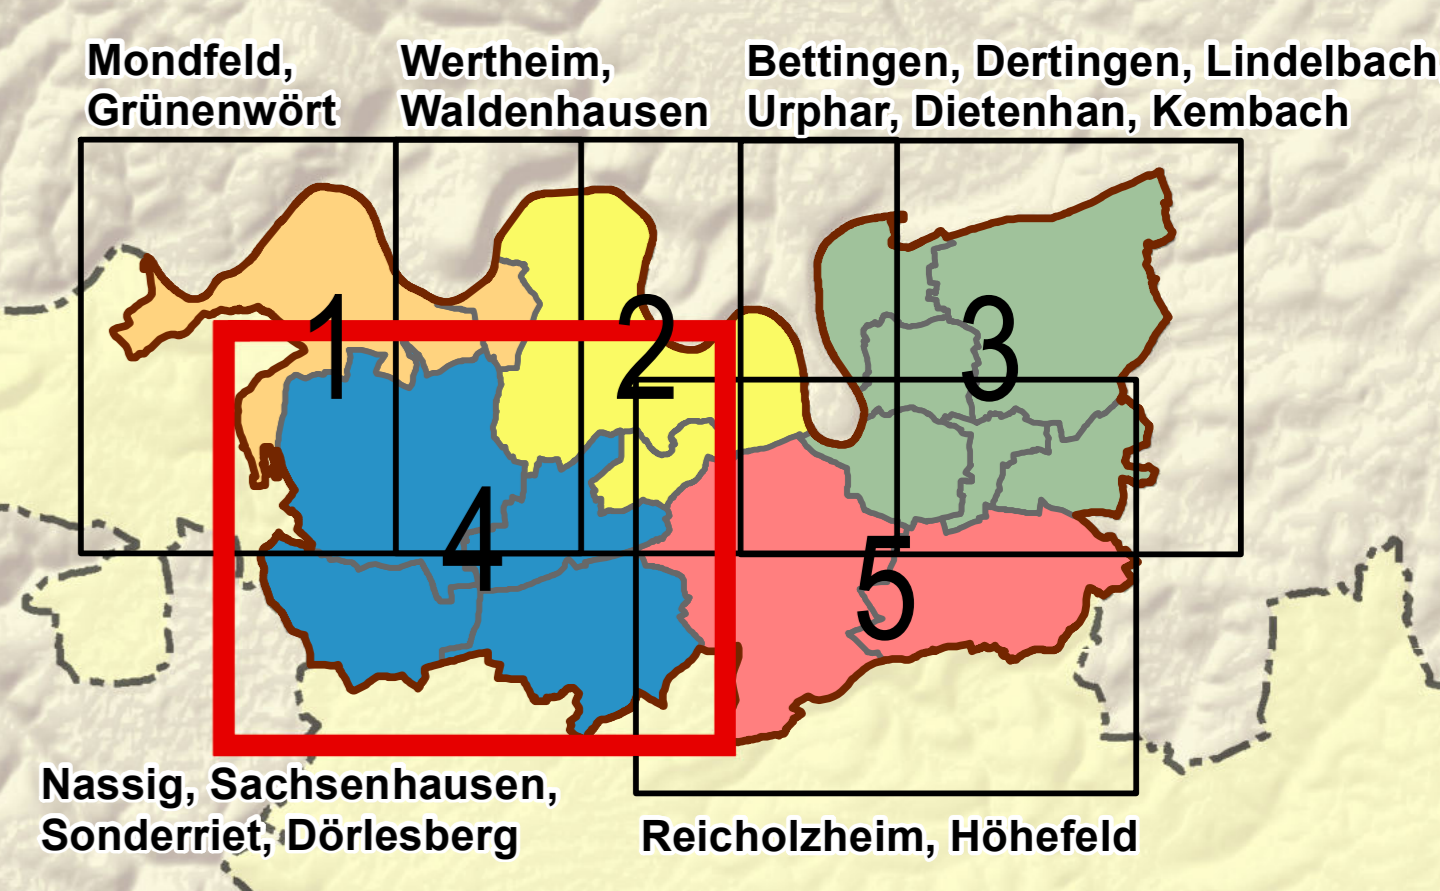 Mondfeld,
Grünenwört
Wertheim,
Waldenhausen
Bettingen, Dertingen, Lindelbach
Urphar, Dietenhan, Kembach
1
2
3
4
5
Nassig, Sachsenhausen,
Sonderriet, Dörlesberg
Reicholzheim, Höhefeld